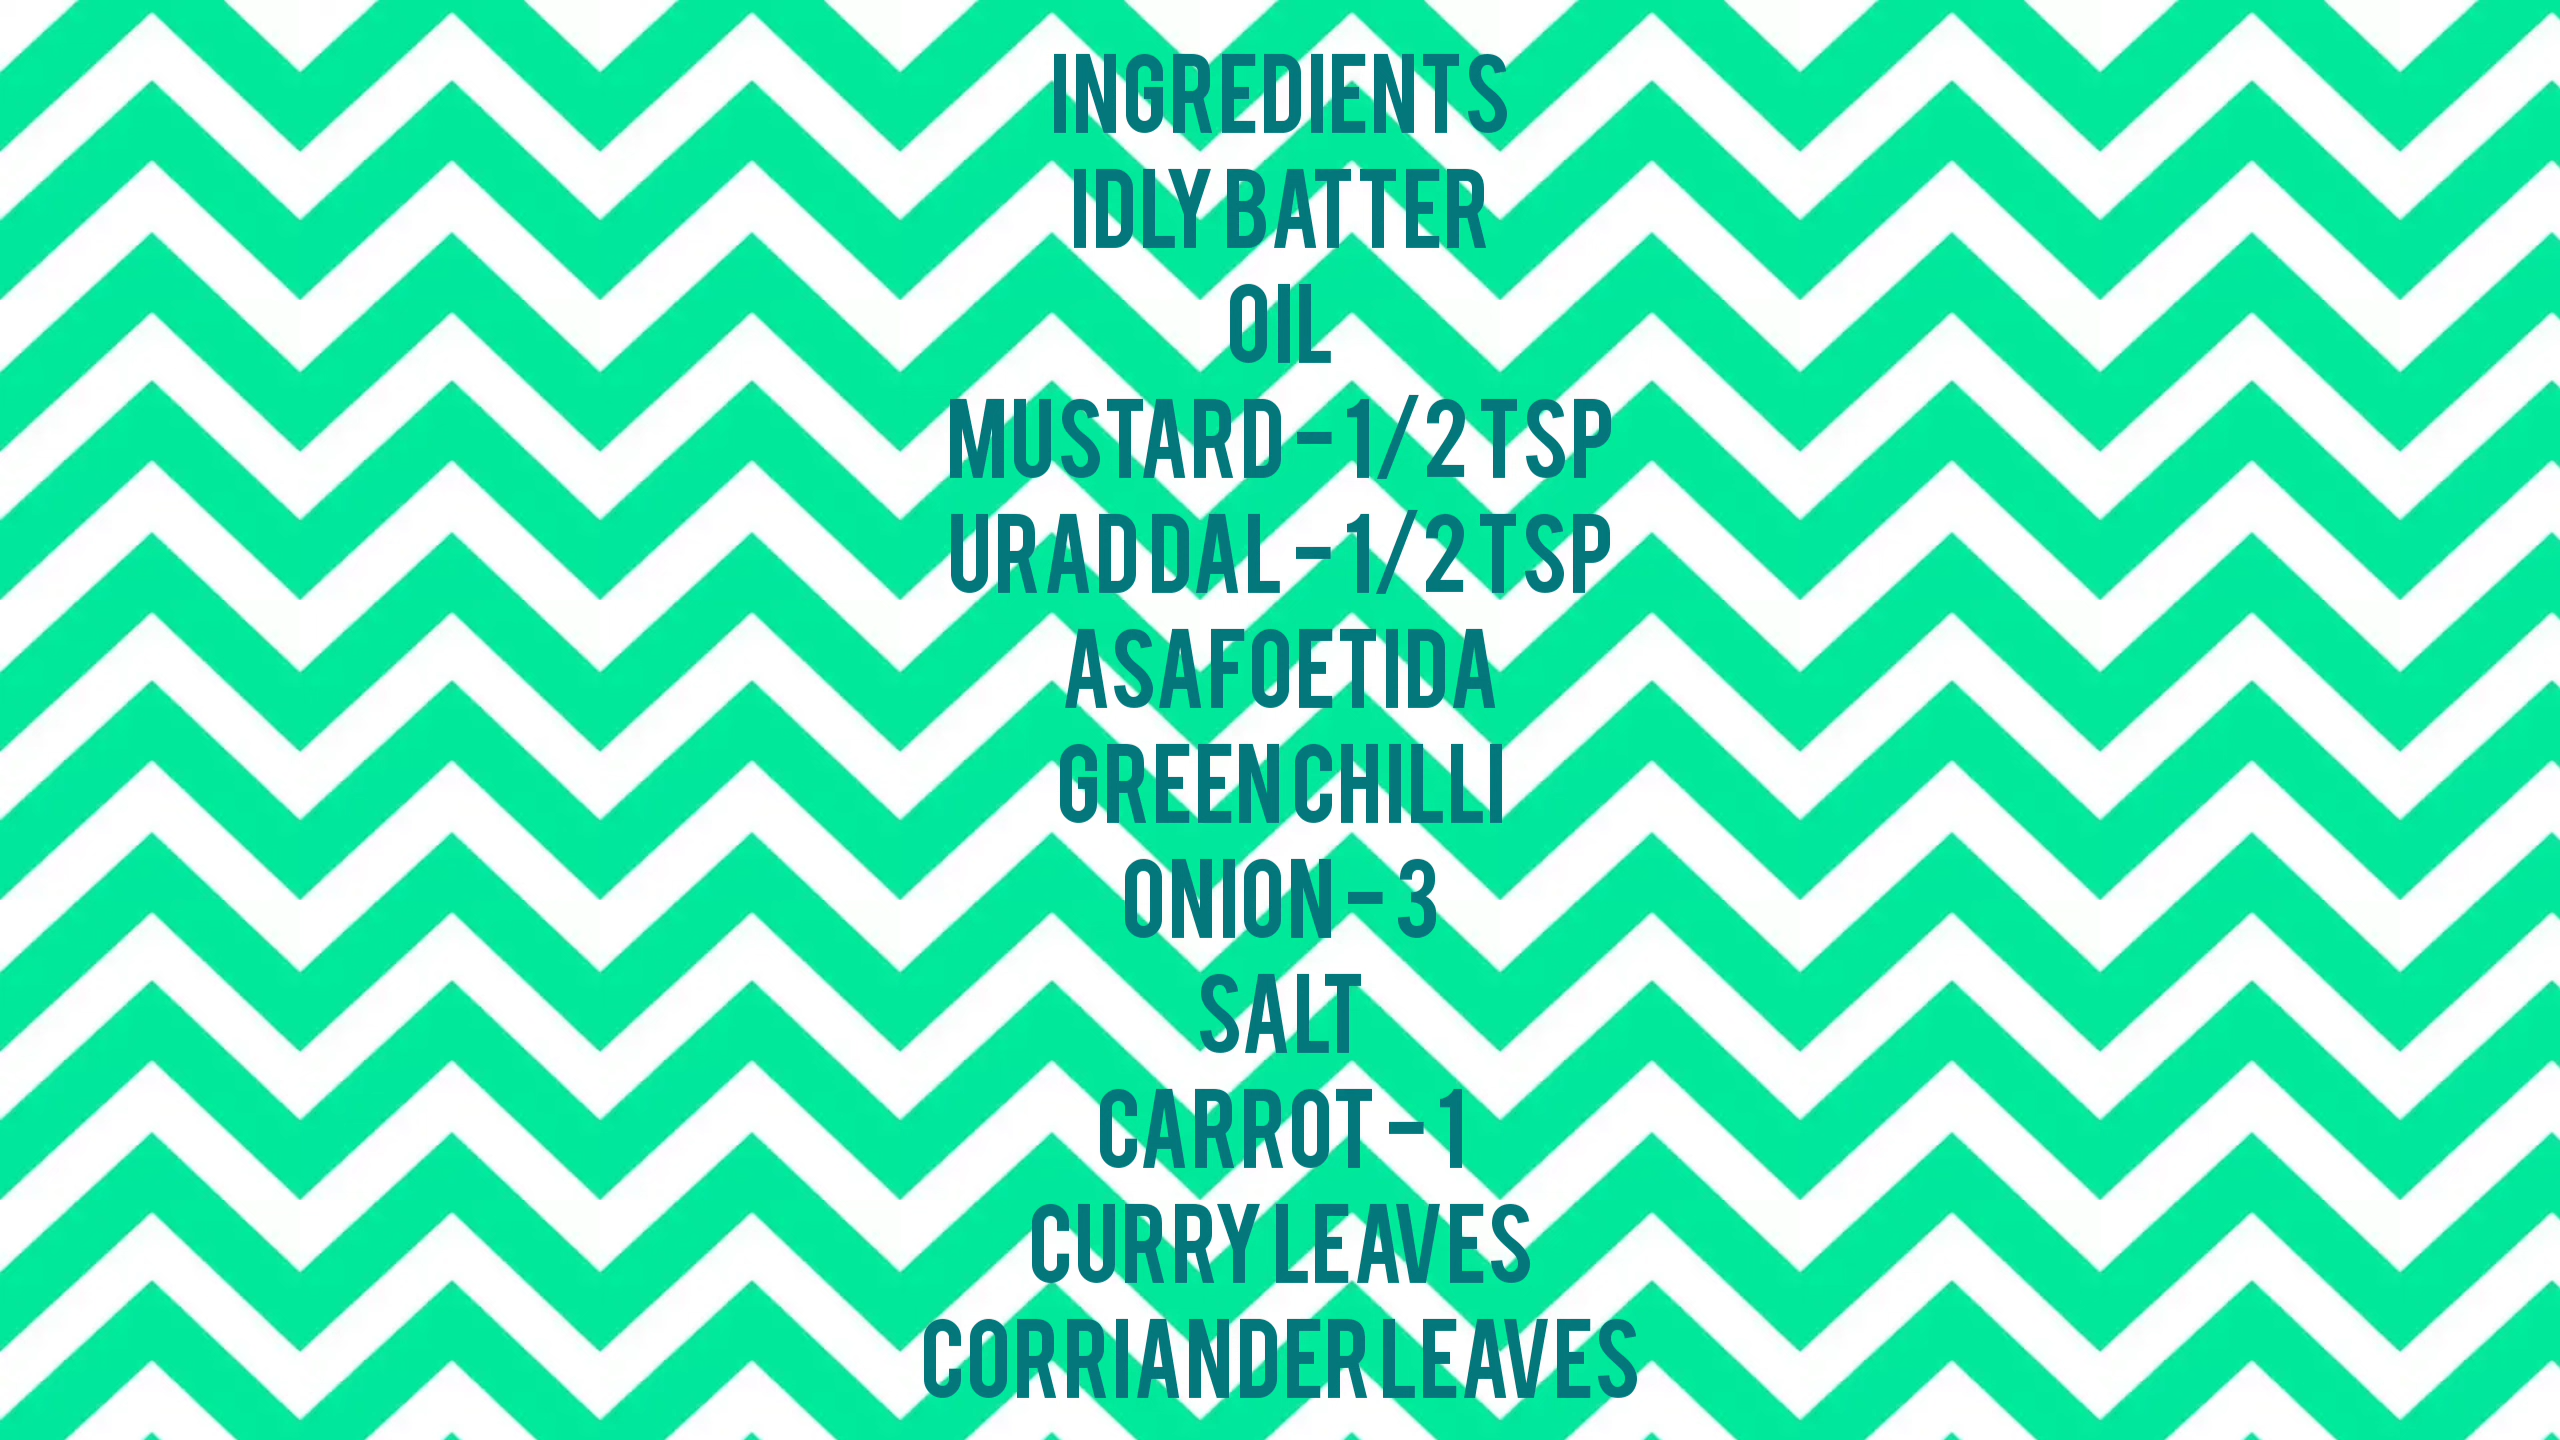 INGREDIENTS
IDLY BATTER
OIL
MUSTARD - 1/2 TSP
URAD DAL - 1/2 TSP
ASAFOETIDA
GREEN CHILLI
ONION - 3
SALT
CARROT - 1
CURRY LEAVES
CORRIANDER LEAVES